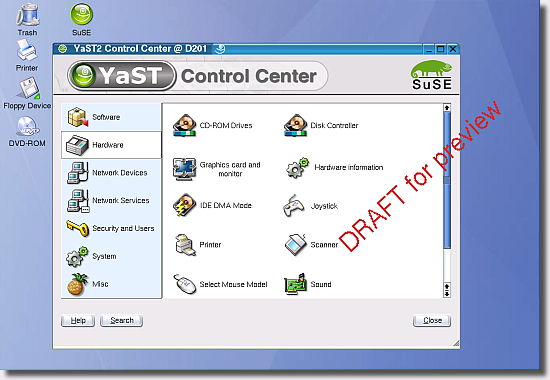 Trash
SuSE
Printer
Floppy Device
DVD-ROM
YaST2 Control Center @ D201
YaST Control Center
SuSE
Software
Hardware
Network Devices
Network Services
Security and Users
System
Misc
CD-ROM Drives
Disk Controller
Graphics card and
monitor
Hardware information
IDE DMA Mode
Joystick
Printer
Scanner
Select Mouse Model
Sound
DRAFT for preview
Help
Search
Close